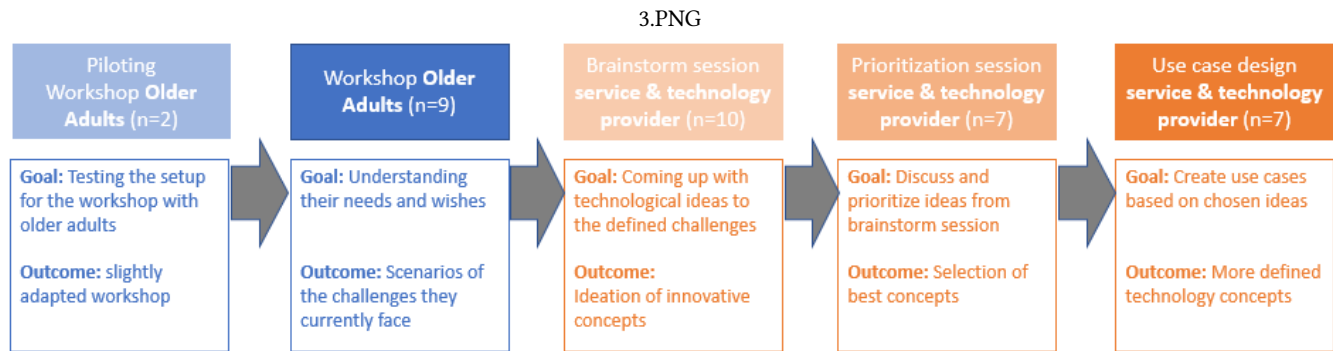 3.PNG
Piloting
Workshop Older
Adults (n=2)
Goal: Testing the setup
for the workshop with
older adults
Outcome: slightly
adapted workshop
Workshop Older
Adults (n=9)
Goal: Understanding
their needs and wishes
Outcome: Scenarios of
the challenges they
currently face
Brainstorm session
service & technology
provider (n=10)
Goal: Coming up with
technological ideas to
the defined challenges
Outcome:
Ideation of innovative
concepts
Prioritization session
service & technology
provider (n=7)
Goal: Discuss and
prioritize ideas from
brainstorm session
Outcome: Selection of
best concepts
Use case design
service & technology
provider (n=7)
Goal: Create use cases
based on chosen ideas
Outcome: More defined
technology concepts